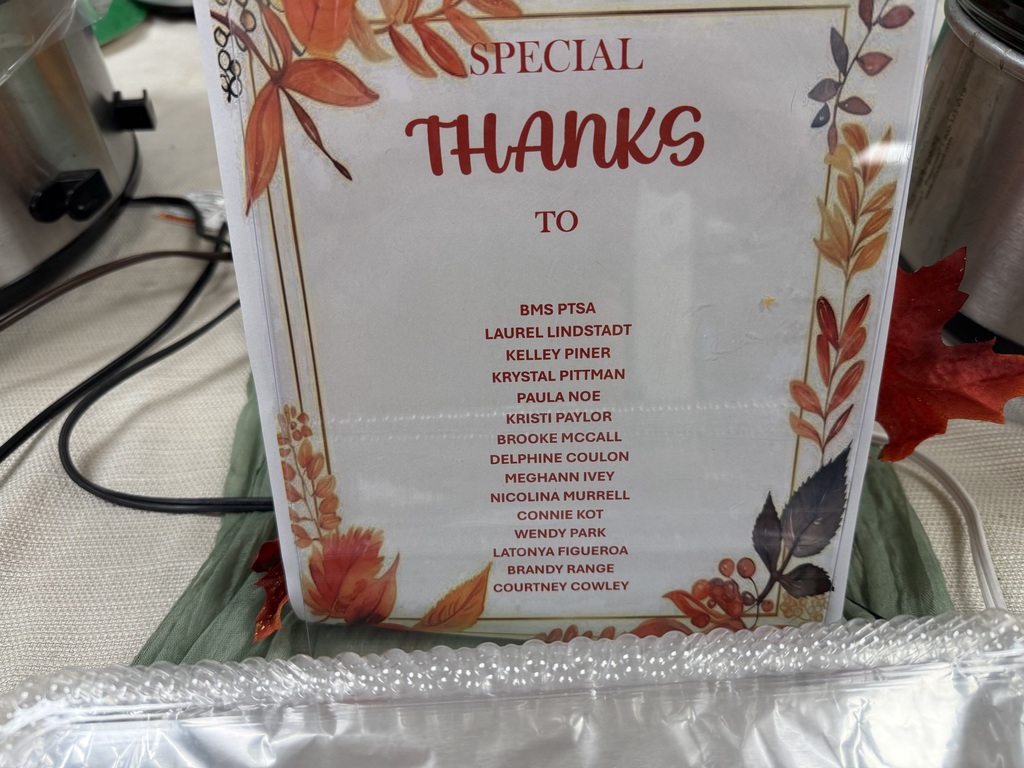 SPECIAL
THANKS
TO
BMS PTSA
LAUREL LINDSTADT
KELLEY PINER
KRYSTAL PITTMAN
PAULA NOE
KRISTI PAYLOR
BROOKE MCCALL
DELPHINE COULON
MEGHANN IVEY
NICOLINA MURRELL
CONNIE KOT
WENDY PARK
LATONYA FIGUEROA
BRANDY RANGE
COURTNEY COWLEY